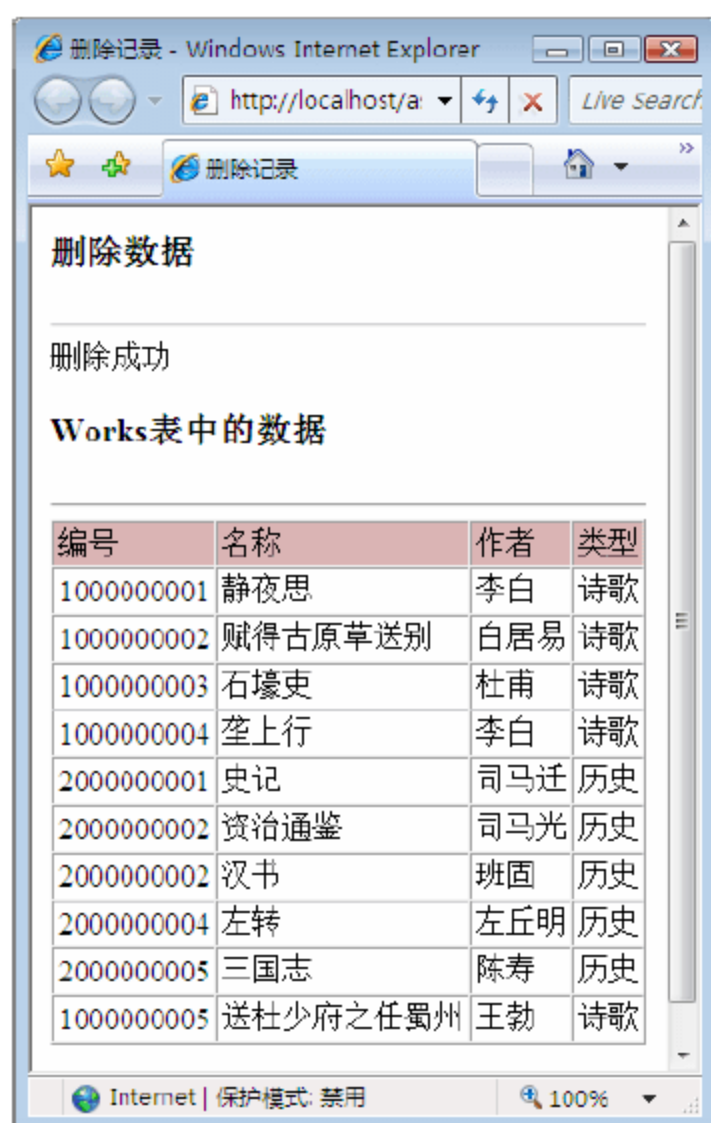 删除记录 - Windows Internet Explorer
http://localhost/a
Live Search
删除记录
删除数据
删除成功
Works表中的数据
编号 名称 作者 类型
1000000001 静夜思 李白 诗歌
1000000002 赋得古原草送别 白居易 诗歌
1000000003 石壕吏 杜甫 诗歌
1000000004 垄上行 李白 诗歌
2000000001 史记 司马迁 历史
2000000002 资治通鉴 司马光 历史
2000000002 汉书 班固 历史
2000000004 左转 左丘明 历史
2000000005 三国志 陈寿 历史
1000000005 送杜少府之任蜀州 王勃 诗歌
Internet | 保护模式: 禁用 100%